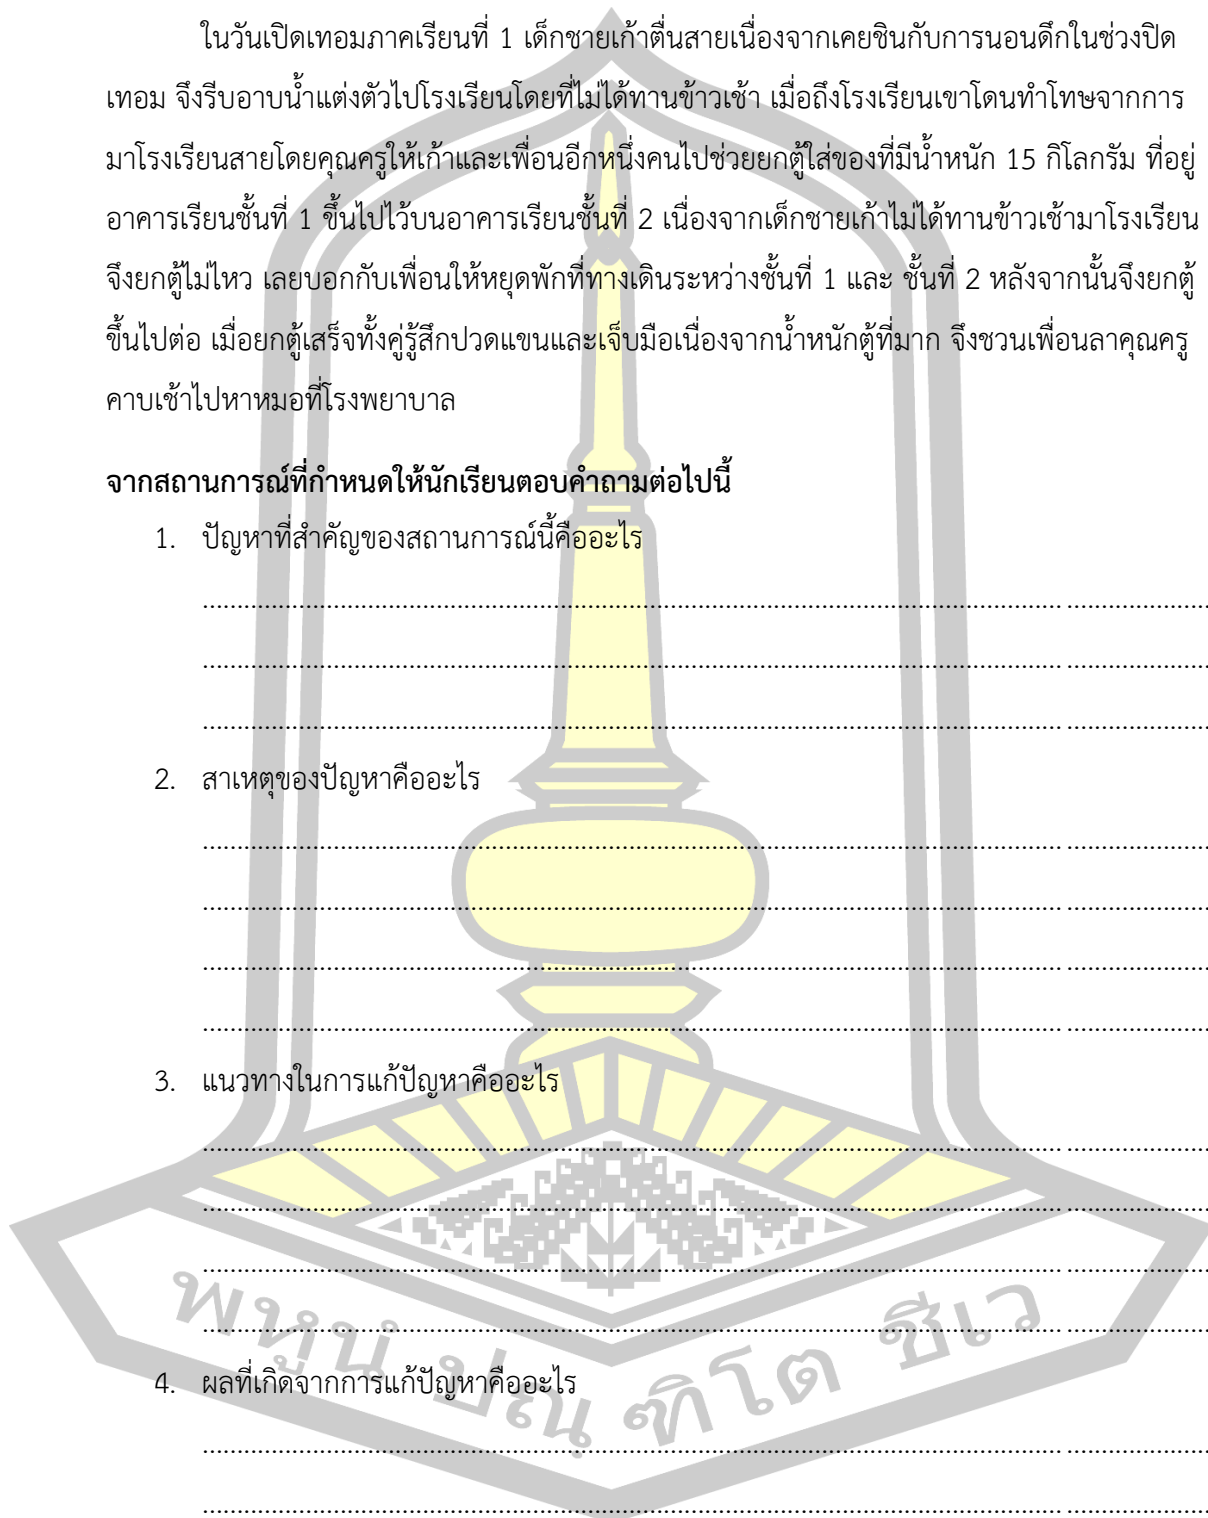 ในวันเปิดเทอมภาคเรียนที่ 1 เด็กชายเก้าตื่นสายเนื่องจากเคยชินกับการนอนดึกในช่วงปิด
เทอม จึงรีบอาบน้ำแต่งตัวไปโรงเรียนโดยที่ไม่ได้ทานข้าวเช้า เมื่อถึงโรงเรียนเขาโดนทำโทษจากการ
มาโรงเรียนสายโดยคุณครูให้เก้าและเพื่อนอีกหนึ่งคนไปช่วยยกตู้ใส่ของที่มีน้ำหนัก 15 กิโลกรัม ที่อยู่
อาคารเรียนชั้นที่ 1 ขึ้นไปไว้บนอาคารเรียนชั้นที่ 2 เนื่องจากเด็กชายเก้าไม่ได้ทานข้าวเช้ามาโรงเรียน
จึงยกตู้ไม่ไหว เลยบอกกับเพื่อนให้หยุดพักที่ทางเดินระหว่างชั้นที่ 1 และ ชั้นที่ 2 หลังจากนั้นจึงยกตู้
ขึ้นไปต่อ เมื่อยกตู้เสร็จทั้งคู่รู้สึกปวดแขนและเจ็บมือเนื่องจากน้ำหนักตู้ที่มาก จึงชวนเพื่อนลาคุณครู
คาบเช้าไปหาหมอที่โรงพยาบาล
จากสถานการณ์ที่กำหนดให้นักเรียนตอบคำถามต่อไปนี้
1. ปัญหาที่สำคัญของสถานการณ์นี้คืออะไร
2. สาเหตุของปัญหาคืออะไร
3. แนวทางในการแก้ปัญหาคืออะไร
4. ผลที่เกิดจากการแก้ปัญหาคืออะไร
พหูนํ ปณฺฑิโต ชีเว